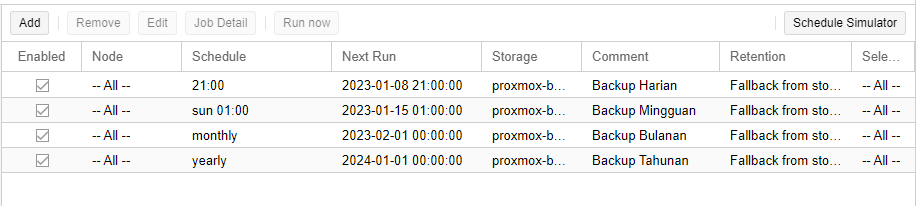 Add Remove Edit Job Detail Run now Schedule Simulator
Enabled Node Schedule Next Run Storage Comment Retention Sele...
-- All -- 21:00 2023-01-08 21:00:00 proxmox-b... Backup Harian Fallback from sto... -- All --
-- All -- sun 01:00 2023-01-15 01:00:00 proxmox-b... Backup Mingguan Fallback from sto... -- All --
-- All -- monthly 2023-02-01 00:00:00 proxmox-b... Backup Bulanan Fallback from sto... -- All --
-- All -- yearly 2024-01-01 00:00:00 proxmox-b... Backup Tahunan Fallback from sto... -- All --